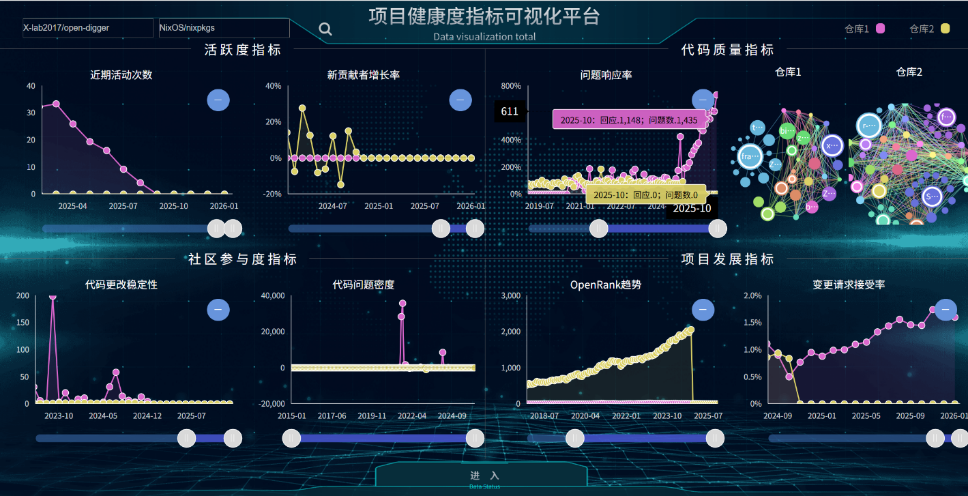 X-lab2017/open-digger
NixOS/nixpkgs
项目健康度指标可视化平台
Data visualization total
仓库1
仓库2
活跃度指标
代码质量指标
近期活动次数
40
30
20
10
0
2025-04
2025-07
2025-10
2026-01
新贡献者增长率
40%
20%
0%
-20%
2024-07
2025-01
2025-07
2026-01
问题响应率
800%
611
400%
200%
0%
2025-10：回应.1,148；问题数.1,435
2025-10：回应.0；问题数.0
2019-07
2021-01
2022-07
2025-10
仓库1
仓库2
社区参与度指标
项目发展指标
代码更改稳定性
200
150
100
50
0
2023-10
2024-05
2024-12
2025-07
代码问题密度
40,000
20,000
0
-20,000
2015-01
2017-06
2019-11
2022-04
2024-09
OpenRank趋势
3,000
2,000
1,000
0
2018-07
2020-04
2022-01
2023-10
2025-07
变更请求接受率
2.0%
1.5%
1.0%
0.5%
0%
2024-09
2025-01
2025-05
2025-09
2026-01
进 入
Data Status